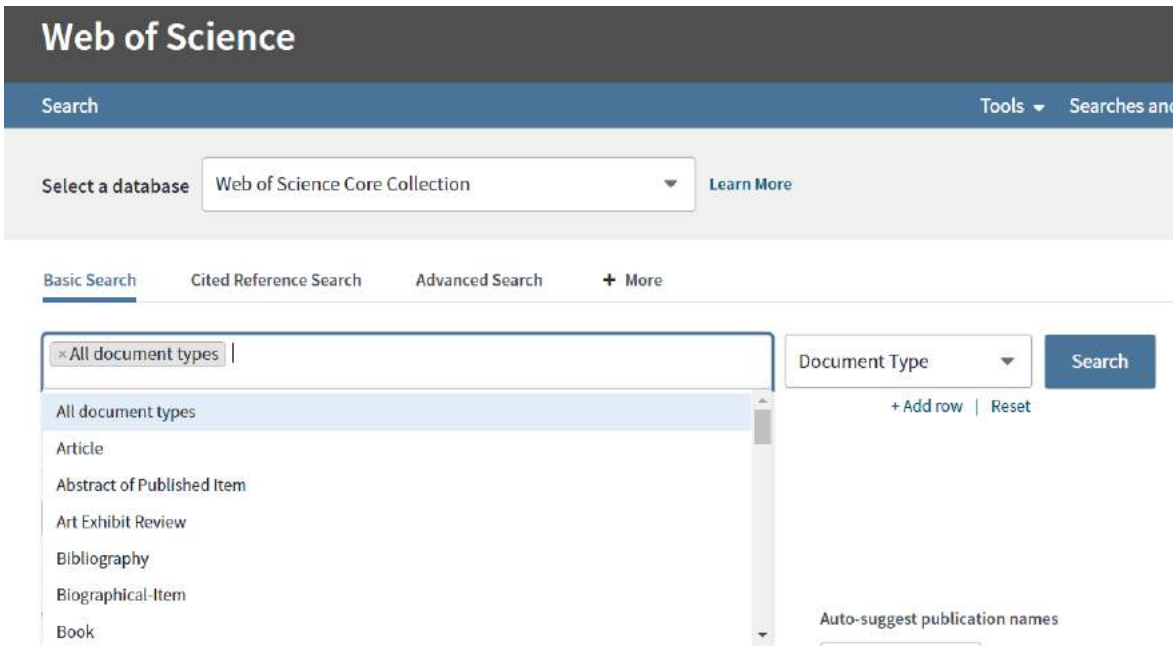 Web of Science
Search Tools Searches and
Select a database Web of Science Core Collection Learn More
Basic Search Cited Reference Search Advanced Search + More
×All document types Document Type Search
+ Add row | Reset
All document types
Article
Abstract of Published Item
Art Exhibit Review
Bibliography
Biographical-Item
Book
Auto-suggest publication names